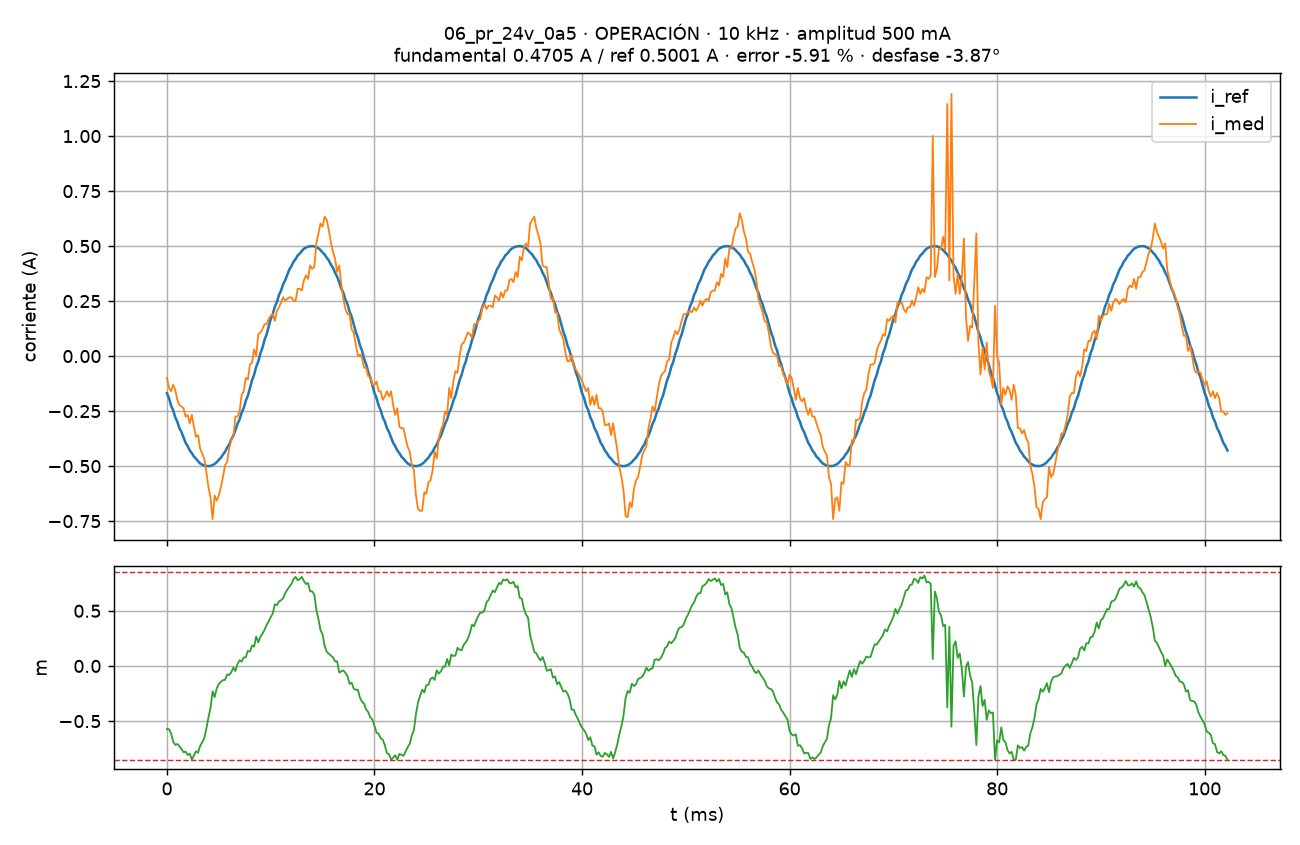 06_pr_24v_0a5 · OPERACIÓN · 10 kHz · amplitud 500 mA
fundamental 0.4705 A / ref 0.5001 A · error -5.91 % · desfase -3.87°
corriente (A)
1.25
1.00
0.75
0.50
0.25
0.00
−0.25
−0.50
−0.75
i_ref
i_med
m
0.5
0.0
−0.5
0
20
40
60
80
100
t (ms)